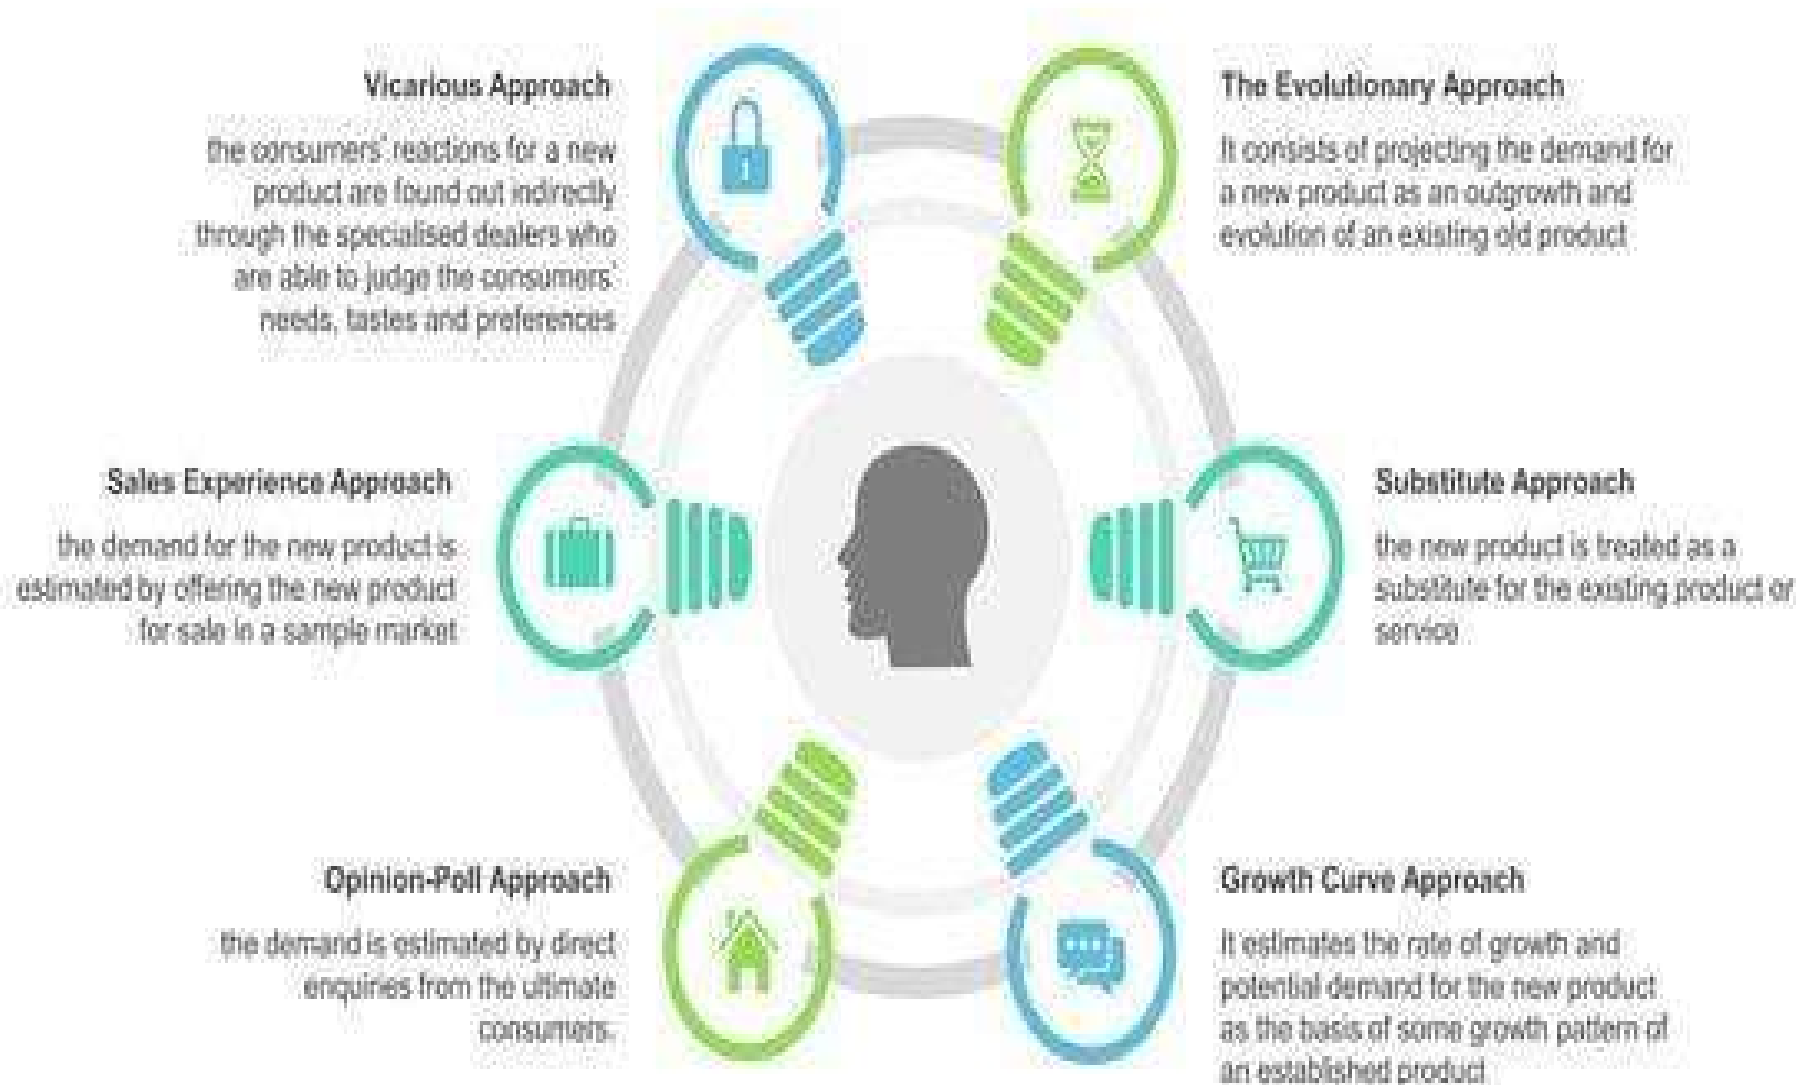 Vicarious Approach
the consumers' reactions for a new
product are found out indirectly
through the specialised dealers who
are able to judge the consumers'
needs, tastes and preferences
The Evolutionary Approach
It consists of projecting the demand for
a new product as an outgrowth and
evolution of an existing old product
Sales Experience Approach
the demand for the new product is
estimated by offering the new product
for sale in a sample market
Substitute Approach
the new product is treated as a
substitute for the existing product or
service
Opinion-Poll Approach
the demand is estimated by direct
enquiries from the ultimate
consumers.
Growth Curve Approach
It estimates the rate of growth and
potential demand for the new product
as the basis of some growth pattern of
an established product